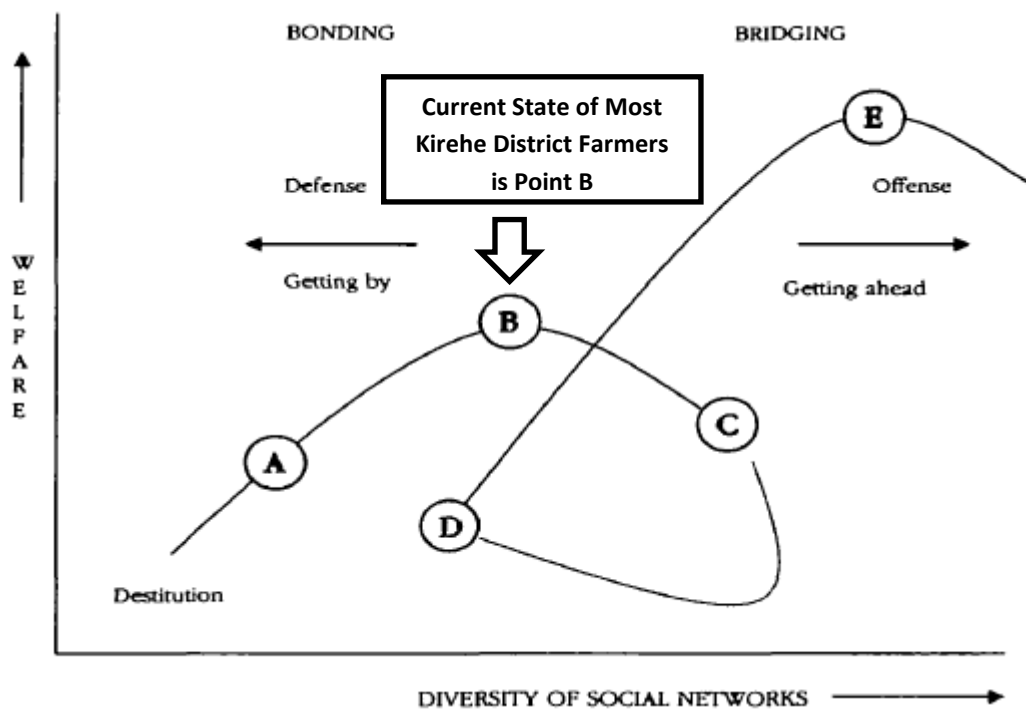 BONDING
BRIDGING
Current State of Most
Kirehe District Farmers
is Point B
E
Defense
Offense
Getting by
Getting ahead
WELFARE
B
C
A
D
Destitution
DIVERSITY OF SOCIAL NETWORKS